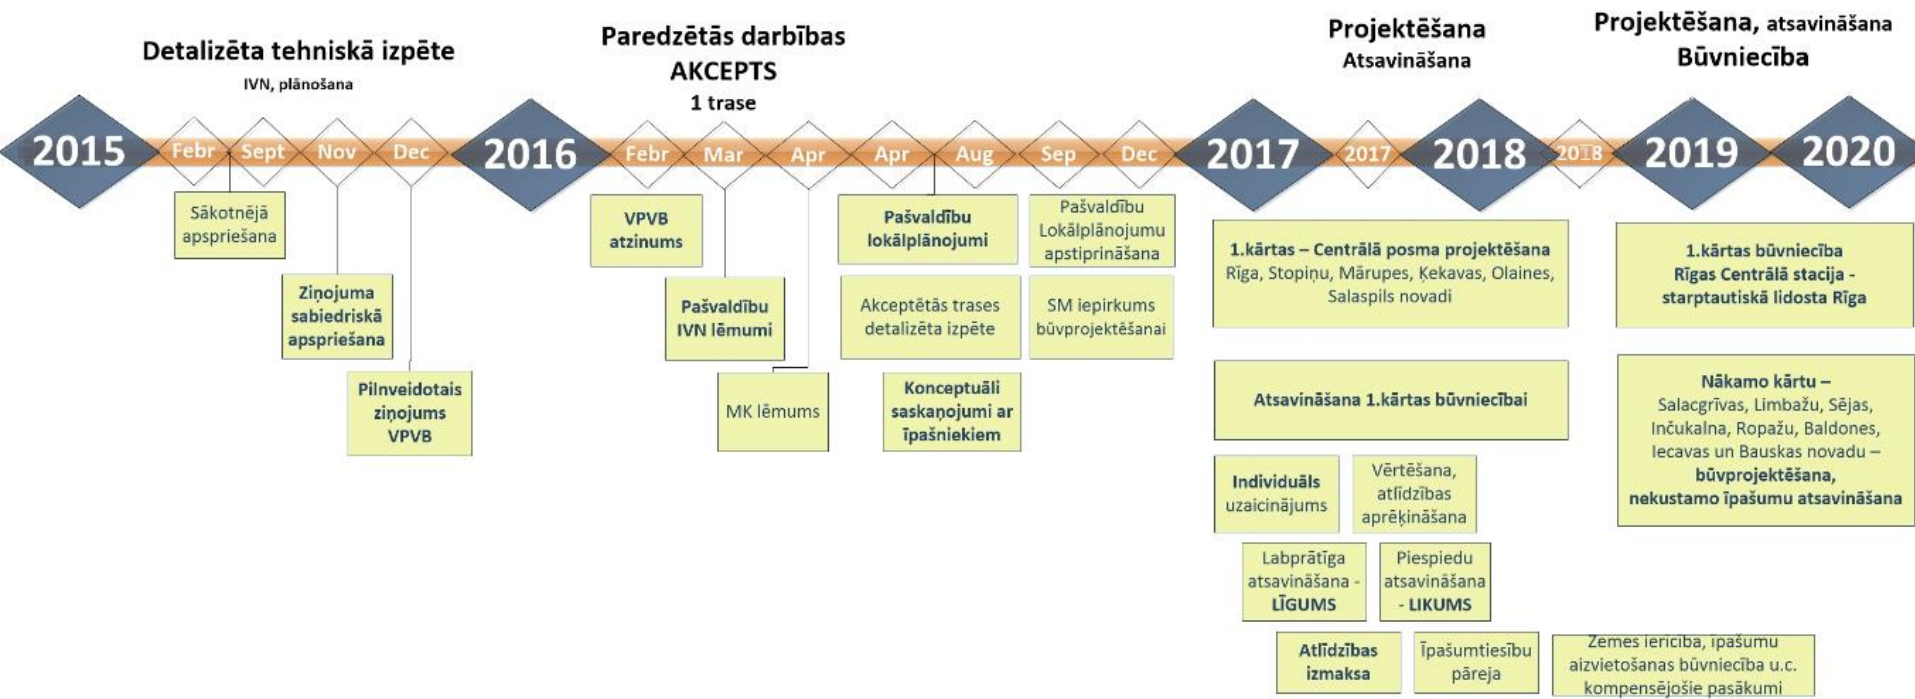 Detalizēta tehniskā izpēte
IVN, plānošana
Paredzētās darbības
AKCEPTS
1 trase
Projektēšana
Atsavināšana
Projektēšana, atsavināšana
Būvniecība
2015
Febr
Sept
Nov
Dec
2016
Febr
Mar
Apr
Apr
Aug
Sep
Dec
2017
2017
2018
2018
2019
2020
Sākotnējā
apspriešana
Ziņojuma
sabiedriskā
apspriešana
Pilnveidotais
ziņojums
VPVB
VPVB
atzinums
Pašvaldību
IVN lēmumi
MK lēmums
Pašvaldību
lokālplānojumi
Akceptētās trases
detalizēta izpēte
Konceptuāli
saskaņojumi ar
īpašniekiem
Pašvaldību
Lokālplānojumu
apstiprināšana
SM iepirkums
būvprojektēšanai
1.kārtas – Centrālā posma projektēšana
Rīga, Stopiņu, Mārupes, Ķekavas, Olaines,
Salaspils novadi
Atsavināšana 1.kārtas būvniecībai
Individuāls
uzaicinājums
Vērtēšana,
atlīdzības
aprēķināšana
Labprātīga
atsavināšana -
LĪGUMS
Piespiedu
atsavināšana
- LIKUMS
Atlīdzības
izmaksa
Īpašumtiesību
pāreja
Zemes ierīcība, īpašumu
aizvietošanas būvniecība u.c.
kompensējošie pasākumi
1.kārtas būvniecība
Rīgas Centrālā stacija -
starptautiskā lidosta Rīga
Nākamo kārtu –
Salacgrīvas, Limbažu, Sējas,
Inčukalna, Ropažu, Baldones,
Iecavas un Bauskas novadu –
būvprojektēšana,
nekustamo īpašumu atsavināšana